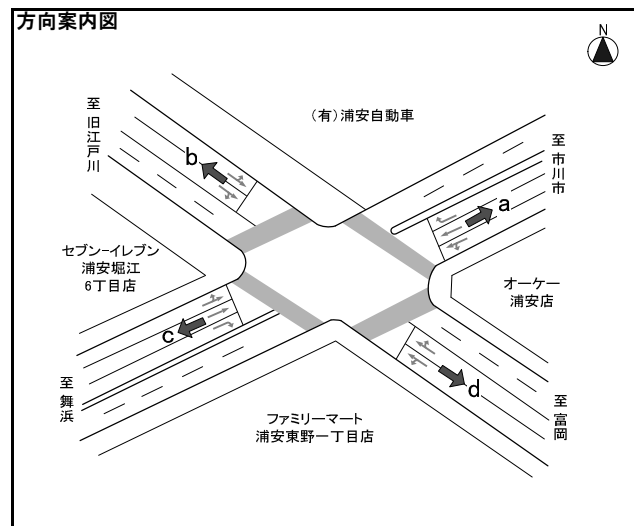 方向案内図
N
(有)浦安自動車
至旧江戸川
b
至市川市
a
セブン-イレブン
浦安堀江
6丁目店
オーケー
浦安店
c
至舞浜
d
至富岡
ファミリーマート
浦安東野一丁目店